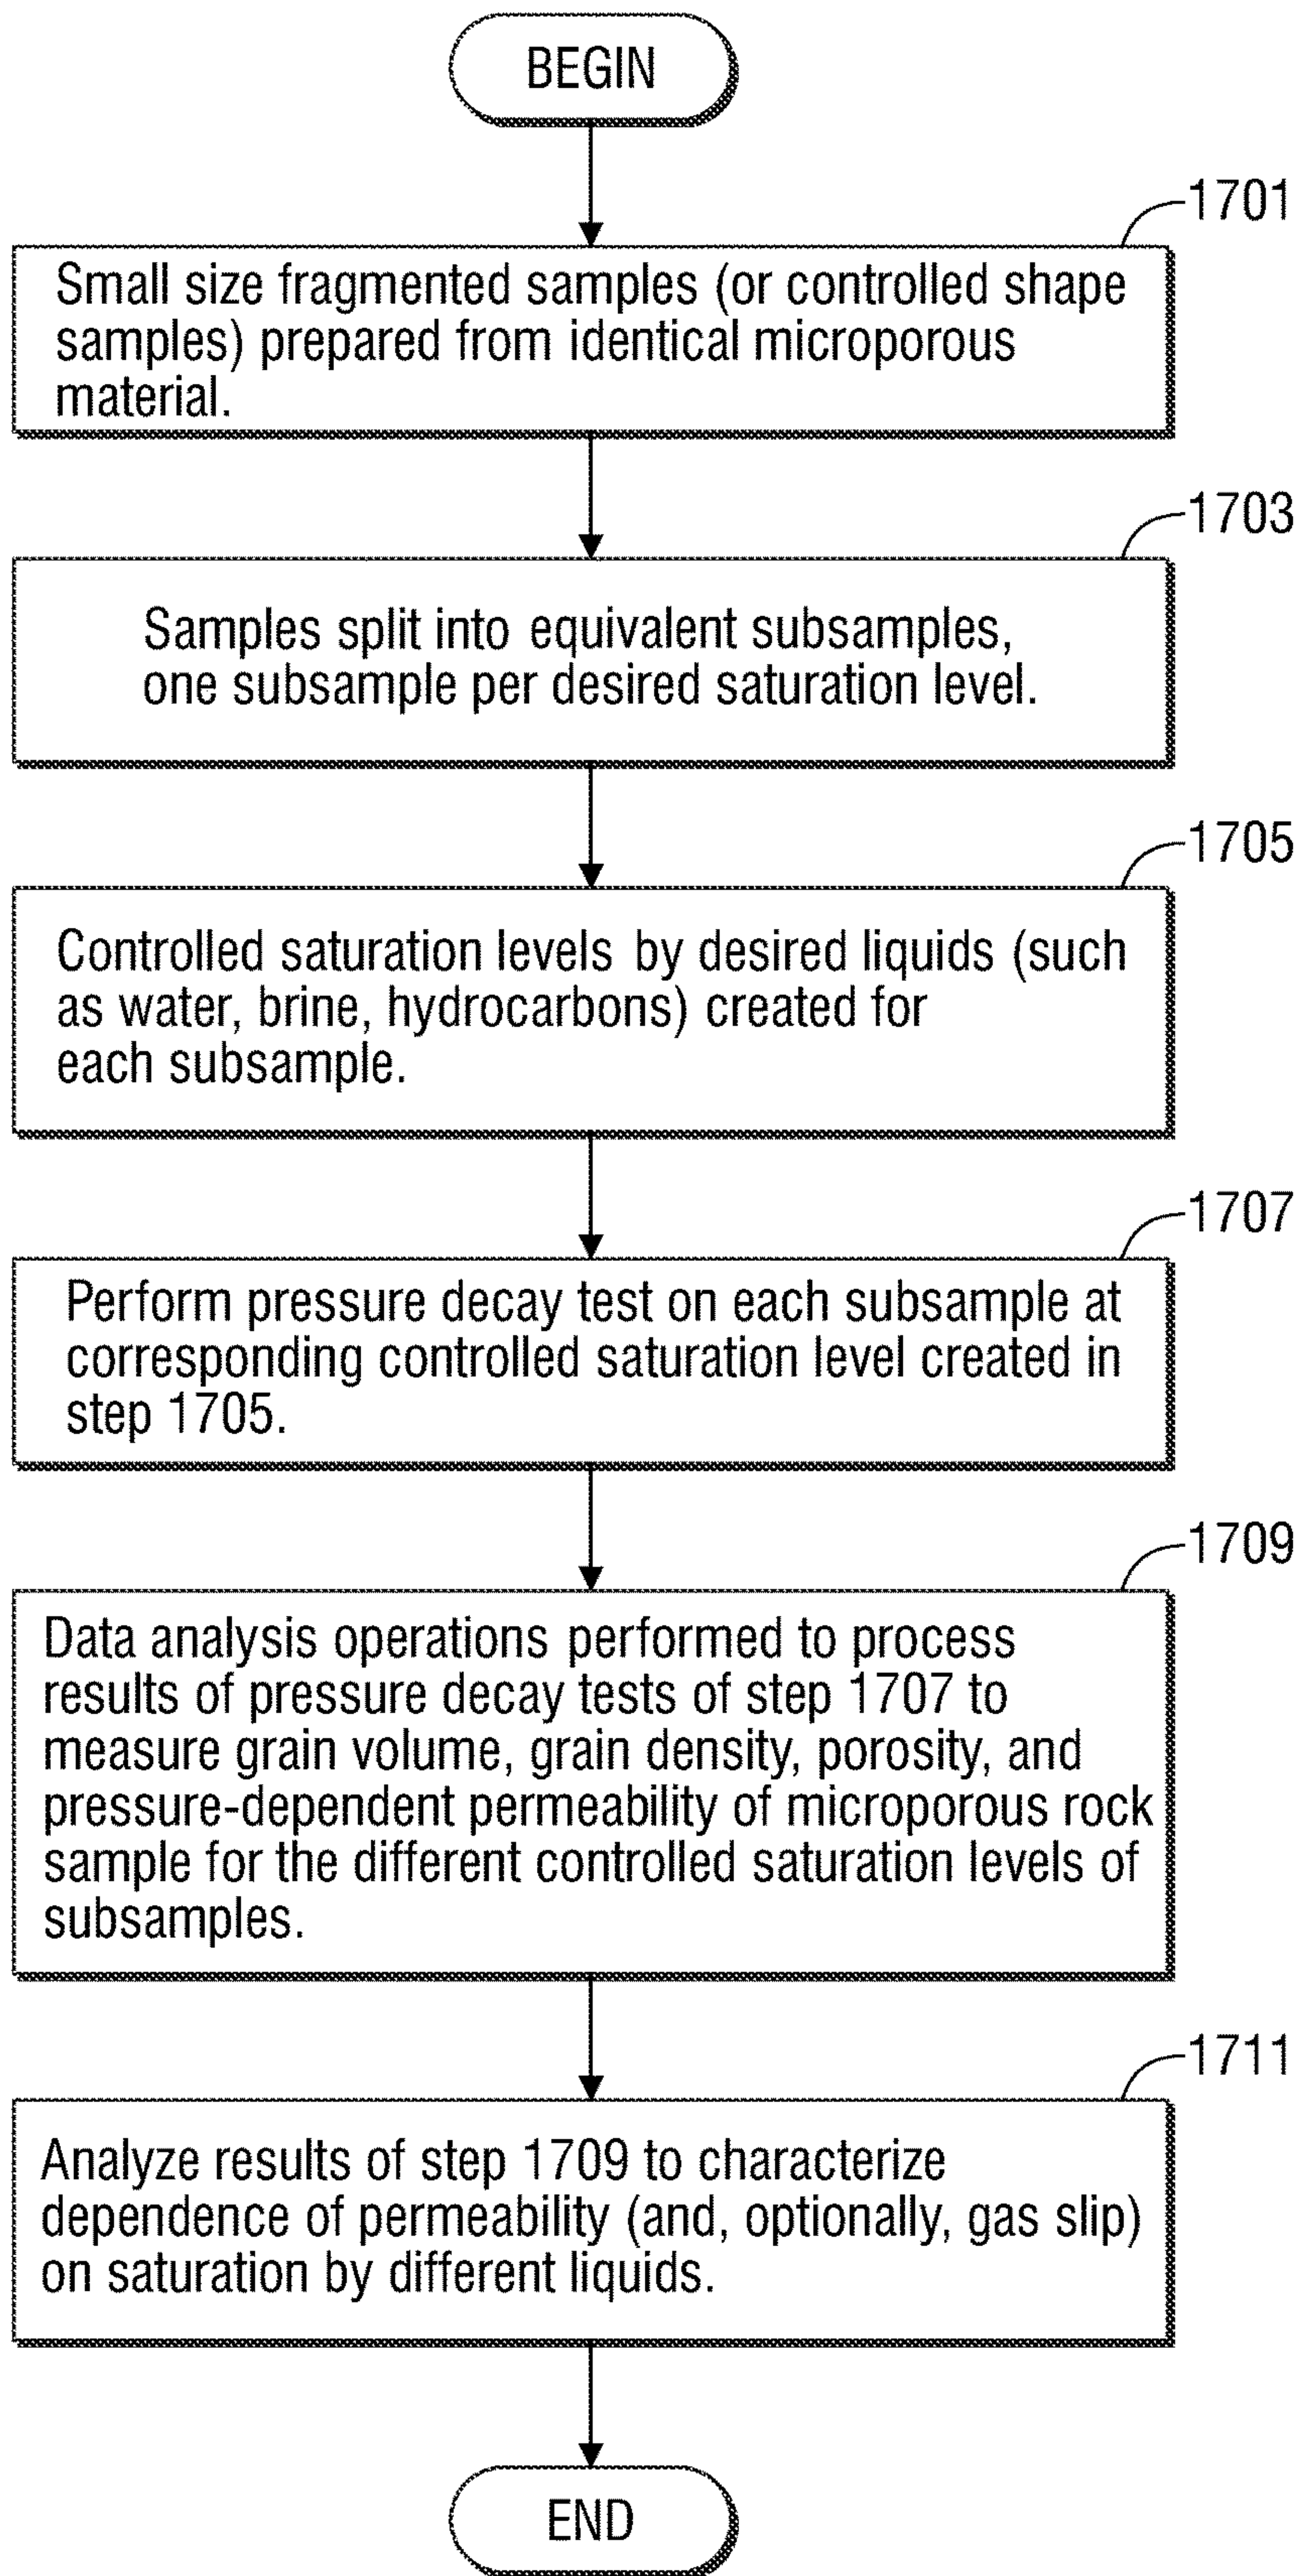 BEGIN
1701
Small size fragmented samples (or controlled shape
samples) prepared from identical microporous
material.
1703
Samples split into equivalent subsamples,
one subsample per desired saturation level.
1705
Controlled saturation levels by desired liquids (such
as water, brine, hydrocarbons) created for
each subsample.
1707
Perform pressure decay test on each subsample at
corresponding controlled saturation level created in
step 1705.
1709
Data analysis operations performed to process
results of pressure decay tests of step 1707 to
measure grain volume, grain density, porosity, and
pressure-dependent permeability of microporous rock
sample for the different controlled saturation levels of
subsamples.
1711
Analyze results of step 1709 to characterize
dependence of permeability (and, optionally, gas slip)
on saturation by different liquids.
END